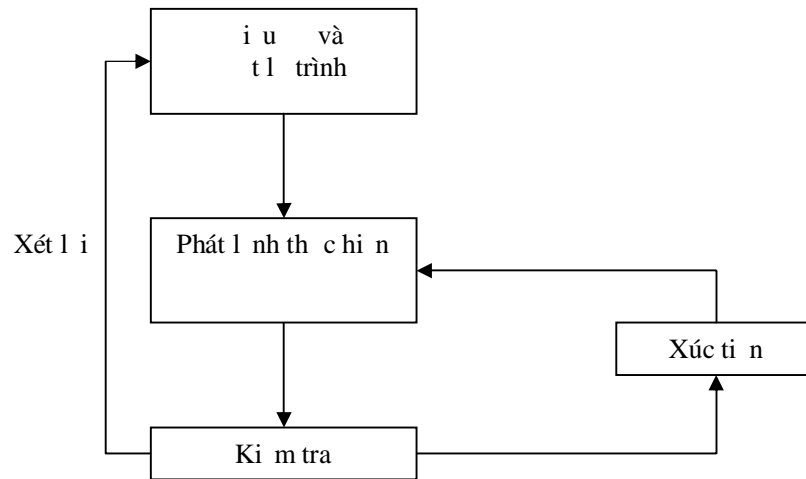 i u và
t l trình
Xét l i
Phát l nh th c hi n
Xúc ti n
Ki m tra